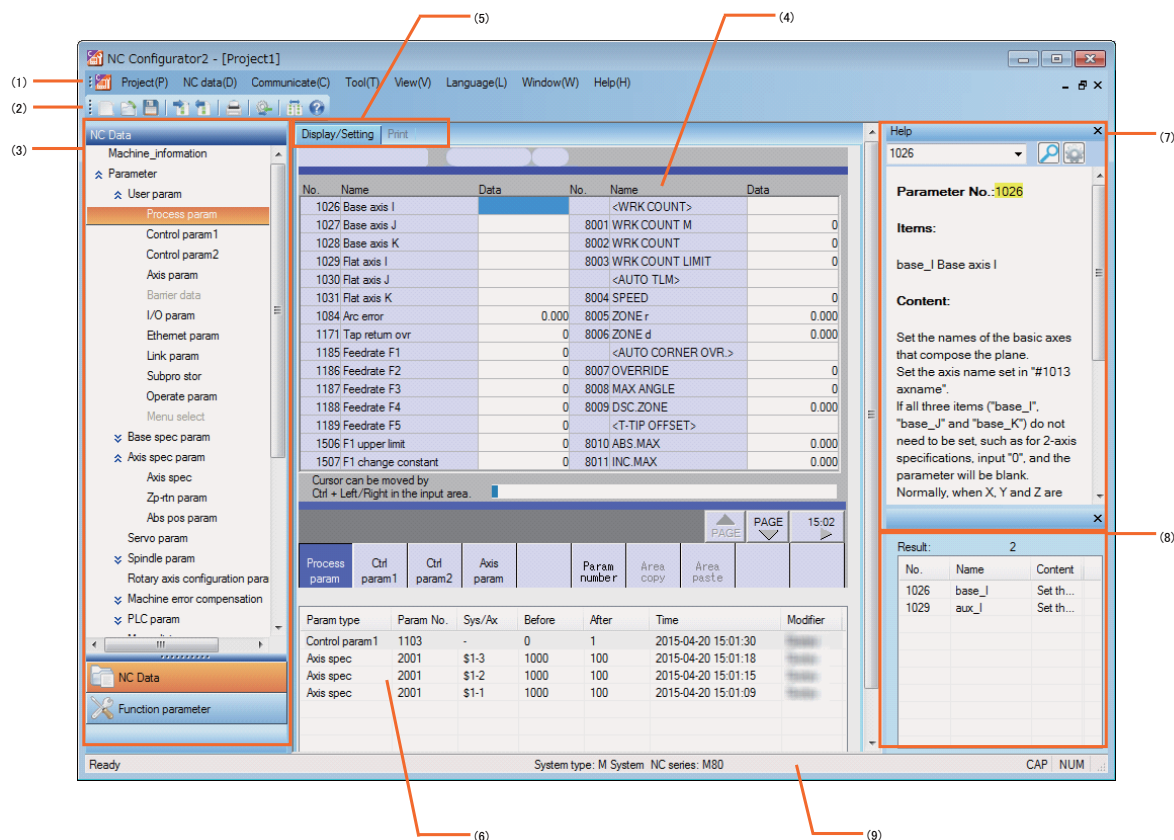 (5)
(4)
NC Configurator2 - [Project1]
(1)
Project(P) NC data(D) Communicate(C) Tool(T) View(V) Language(L) Window(W) Help(H)
(2)
(3)
NC Data
Machine_information
Parameter
User param
Process param
Control param1
Control param2
Axis param
Barrier data
I/O param
Ethernet param
Link param
Subpro stor
Operate param
Menu select
Base spec param
Axis spec param
Axis spec
Zp-rtn param
Abs pos param
Servo param
Spindle param
Rotary axis configuration para
Machine error compensation
PLC param
NC Data
Function parameter
Display/Setting Print
No. Name Data No. Name Data
1026 Base axis I <WRK COUNT>
1027 Base axis J 8001 WRK COUNT M 0
1028 Base axis K 8002 WRK COUNT 0
1029 Flat axis I 8003 WRK COUNT LIMIT 0
1030 Flat axis J <AUTO TLM>
1031 Flat axis K 8004 SPEED 0
1084 Arc error 0.000 8005 ZONE r 0.000
1171 Tap return ovr 0 8006 ZONE d 0.000
1185 Feedrate F1 0 <AUTO CORNER OVR.>
1186 Feedrate F2 0 8007 OVERRIDE 0
1187 Feedrate F3 0 8008 MAX ANGLE 0
1188 Feedrate F4 0 8009 DSC.ZONE 0.000
1189 Feedrate F5 0 <T-TIP OFFSET>
1506 F1 upper limit 0 8010 ABS.MAX 0.000
1507 F1 change constant 0 8011 INC.MAX 0.000
Cursor can be moved by
Ctrl + Left/Right in the input area.
PAGE PAGE 15:02
Process param Ctrl param1 Ctrl param2 Axis param Param number Area copy Area paste
Param type Param No. Sys/Ax Before After Time Modifier
Control param1 1103 - 0 1 2015-04-20 15:01:30
Axis spec 2001 $1-3 1000 100 2015-04-20 15:01:18
Axis spec 2001 $1-2 1000 100 2015-04-20 15:01:15
Axis spec 2001 $1-1 1000 100 2015-04-20 15:01:09
Help
(7)
1026
Parameter No.:1026
Items:
base_I Base axis I
Content:
Set the names of the basic axes
that compose the plane.
Set the axis name set in "#1013
axname".
If all three items ("base_I",
"base_J" and "base_K") do not
need to be set, such as for 2-axis
specifications, input "0", and the
parameter will be blank.
Normally, when X, Y and Z are
(8)
Result: 2
No. Name Content
1026 base_I Set th...
1029 aux_I Set th...
Ready System type: M System NC series: M80 CAP NUM
(6)
(9)